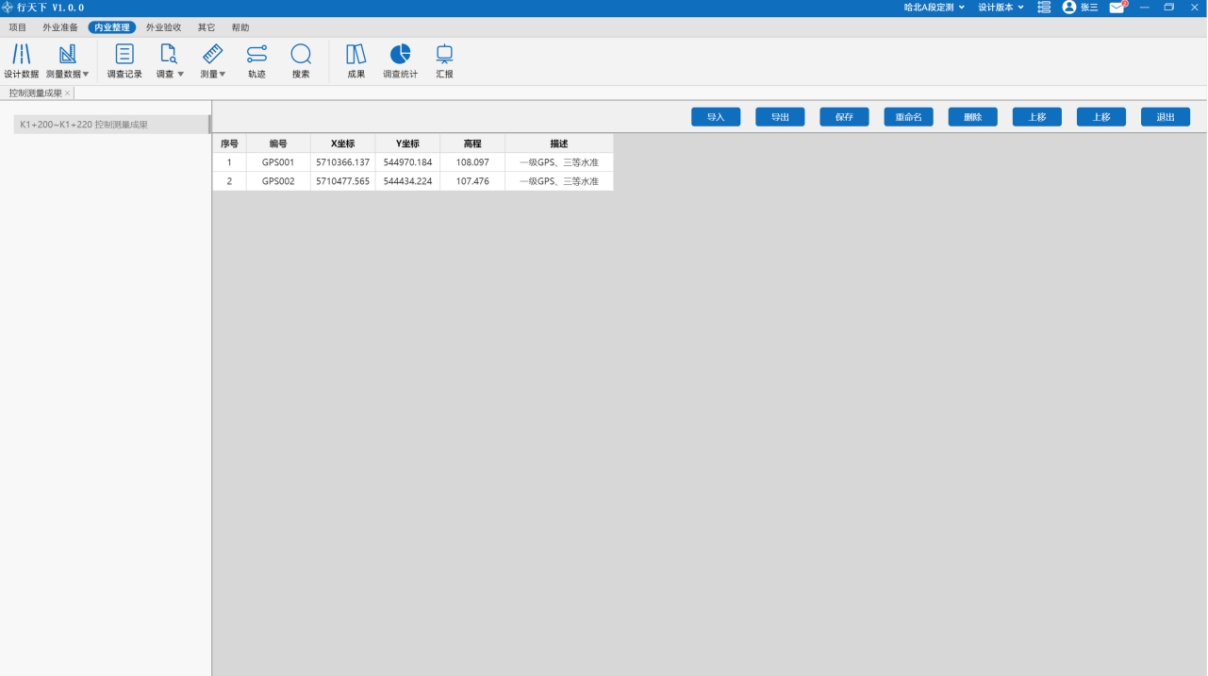 行天下 V1.0.0 哈北A段定测 设计版本 张三
项目 外业准备 内业整理 外业验收 其它 帮助
设计数据 测量数据 调查记录 调查 测量 轨迹 搜索 成果 调查统计 汇报
控制测量成果
K1+200~K1+220 控制测量成果
导入 导出 保存 重命名 删除 上移 上移 退出
序号 编号 X坐标 Y坐标 高程 描述
1 GPS001 5710366.137 544970.184 108.097 一级GPS、三等水准
2 GPS002 5710477.565 544434.224 107.476 一级GPS、三等水准